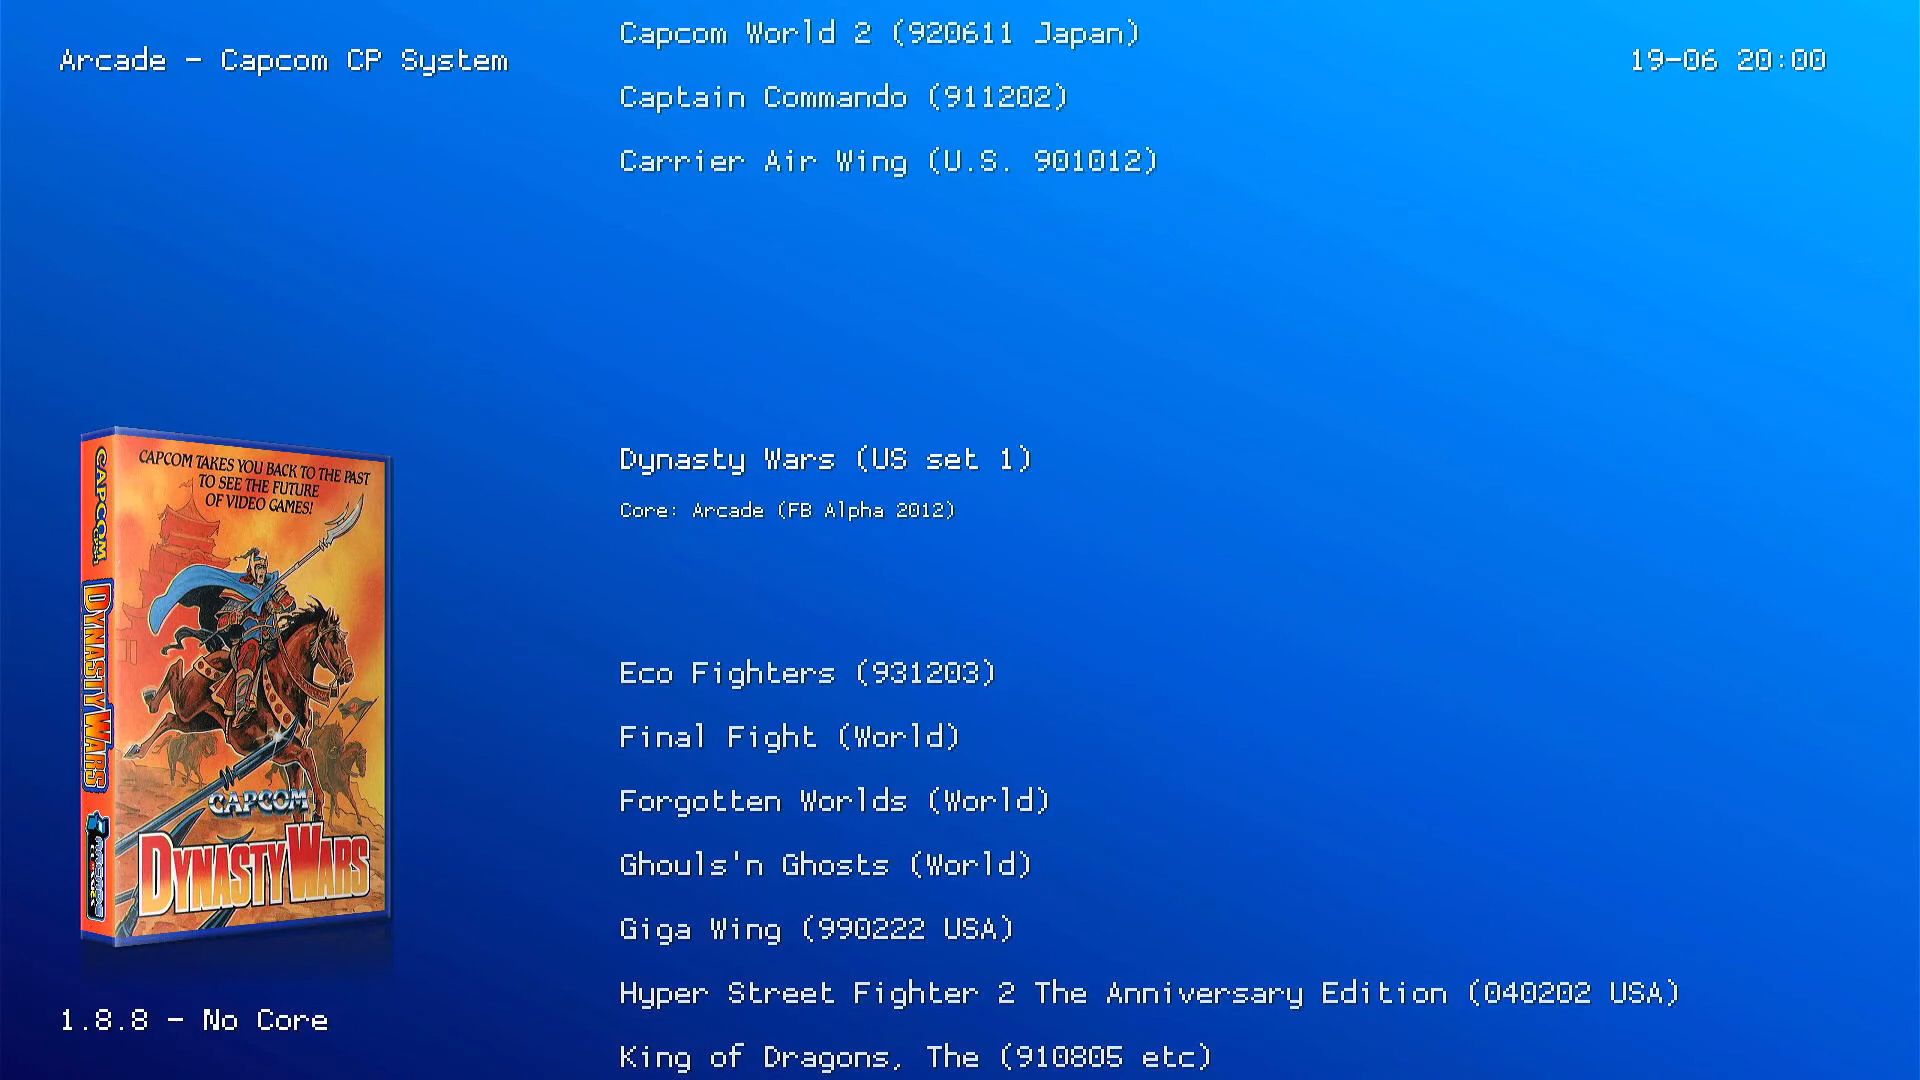 Arcade - Capcom CP System
19-06 20:00
Capcom World 2 (920611 Japan)
Captain Commando (911202)
Carrier Air Wing (U.S. 901012)
Dynasty Wars (US set 1)
Core: Arcade (FB Alpha 2012)
Eco Fighters (931203)
Final Fight (World)
Forgotten Worlds (World)
Ghouls'n Ghosts (World)
Giga Wing (990222 USA)
Hyper Street Fighter 2 The Anniversary Edition (040202 USA)
King of Dragons, The (910805 etc)
CAPCOM
DYNASTY WARS
CAPCOM TAKES YOU BACK TO THE PAST
TO SEE THE FUTURE
OF VIDEO GAMES!
CAPCOM
DYNASTY WARS
1.8.8 - No Core